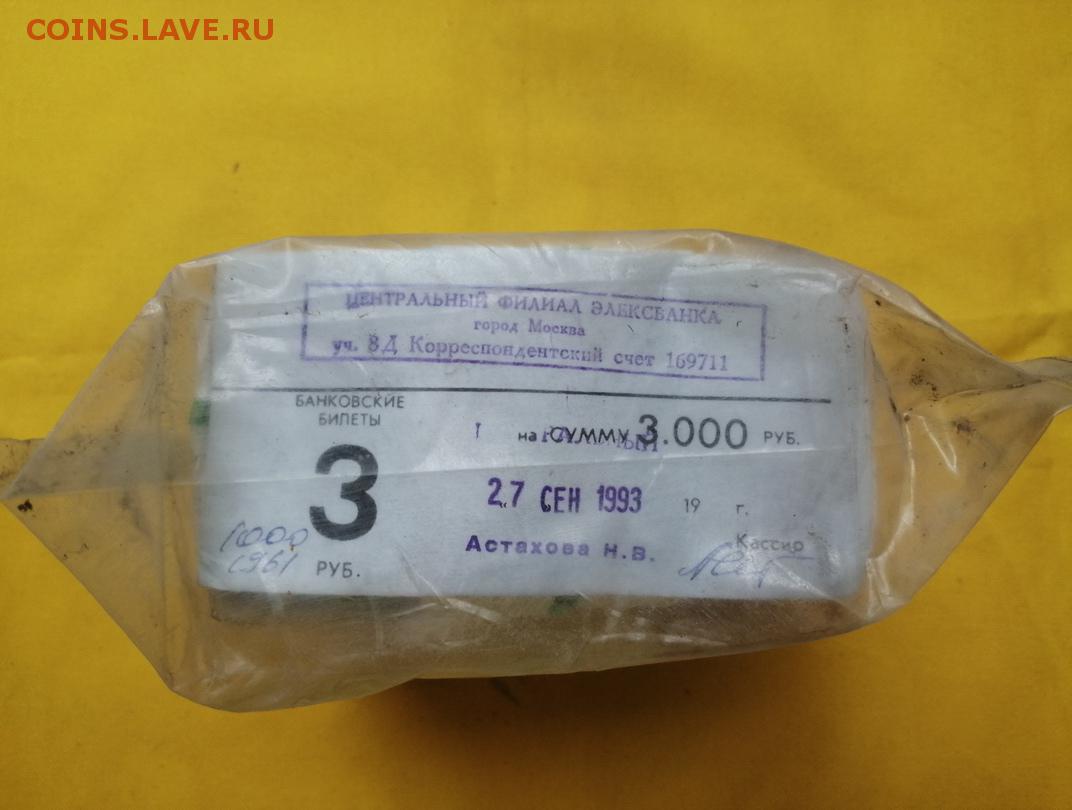 COINS.LAVE.RU
ЦЕНТРАЛЬНЫЙ ФИЛИАЛ ЭЛЕКСБАНКА
город Москва
уч. 8Д Корреспондентский счет 169711
БАНКОВСКИЕ
БИЛЕТЫ
на СУММУ 3.000 РУБ.
3
27 СЕН 1993 19 г.
Кассир
Астахова Н.В.
1000
1961
РУБ.